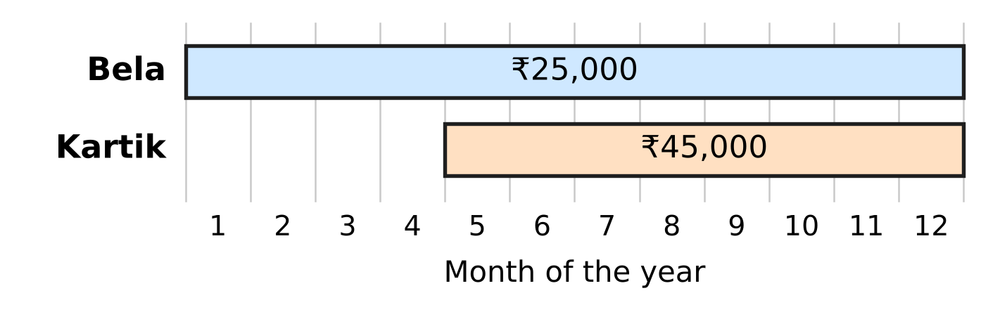 Bela ₹25,000
Kartik ₹45,000
1 2 3 4 5 6 7 8 9 10 11 12
Month of the year